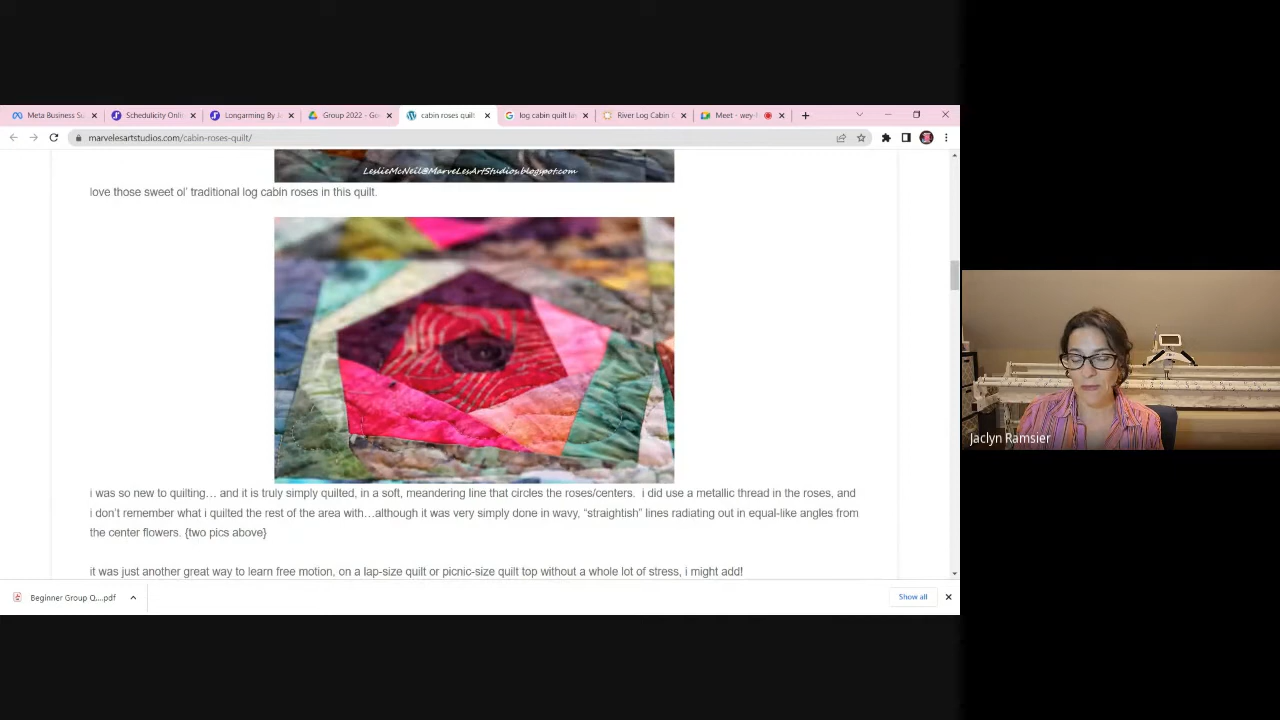 Meta Business Su
Schedulicity Onli
Longarming By Ja
Group 2022 - Goo
cabin roses quilt
log cabin quilt lay
River Log Cabin Q
Meet - wey-
marvelesartstudios.com/cabin-roses-quilt/
LeslieMcNeil@MarveLesArtStudios.blogspot.com
love those sweet ol' traditional log cabin roses in this quilt.
i was so new to quilting… and it is truly simply quilted, in a soft, meandering line that circles the roses/centers. i did use a metallic thread in the roses, and
i don't remember what i quilted the rest of the area with…although it was very simply done in wavy, "straightish" lines radiating out in equal-like angles from
the center flowers. {two pics above}
it was just another great way to learn free motion, on a lap-size quilt or picnic-size quilt top without a whole lot of stress, i might add!
Jaclyn Ramsier
Beginner Group Q....pdf
Show all